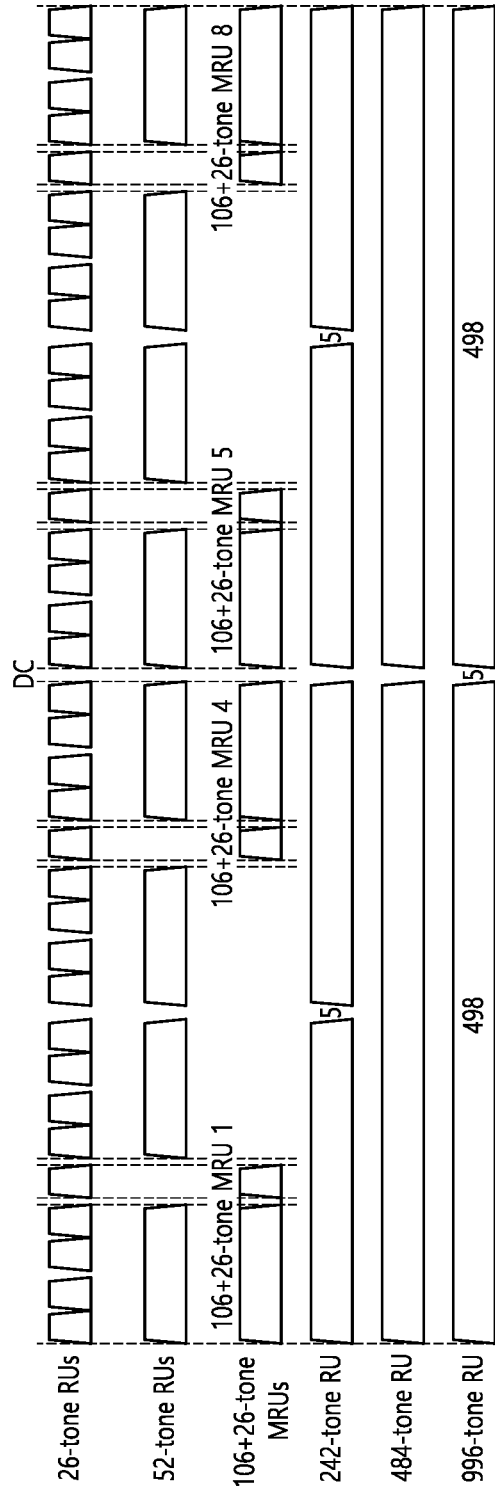 DC
26-tone RUs
52-tone RUs
106+26-tone MRU 1
106+26-tone MRU 4
106+26-tone MRU 5
106+26-tone MRU 8
106+26-tone
MRUs
242-tone RU
5
5
484-tone RU
996-tone RU
498
5
498